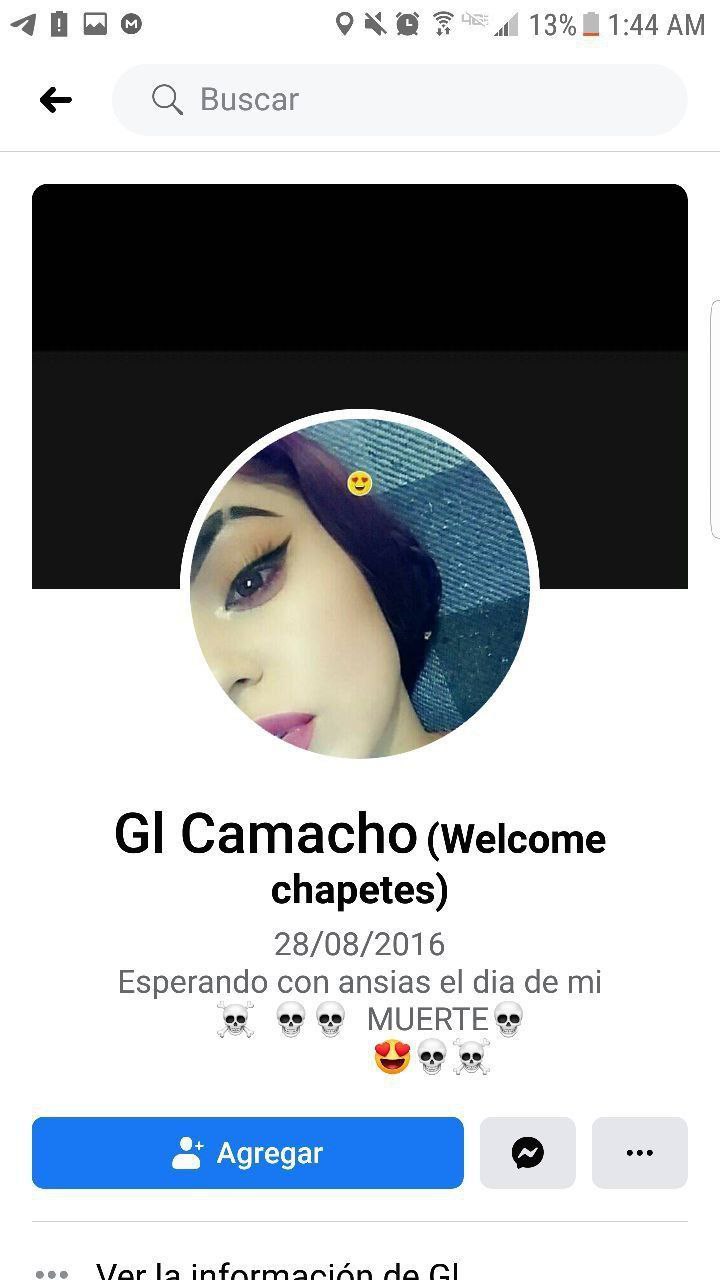 13% 1:44 AM
Buscar
Gl Camacho (Welcome
chapetes)
28/08/2016
Esperando con ansias el dia de mi
☠ 💀💀 MUERTE💀
😍💀☠
Agregar
Ver la información de Gl